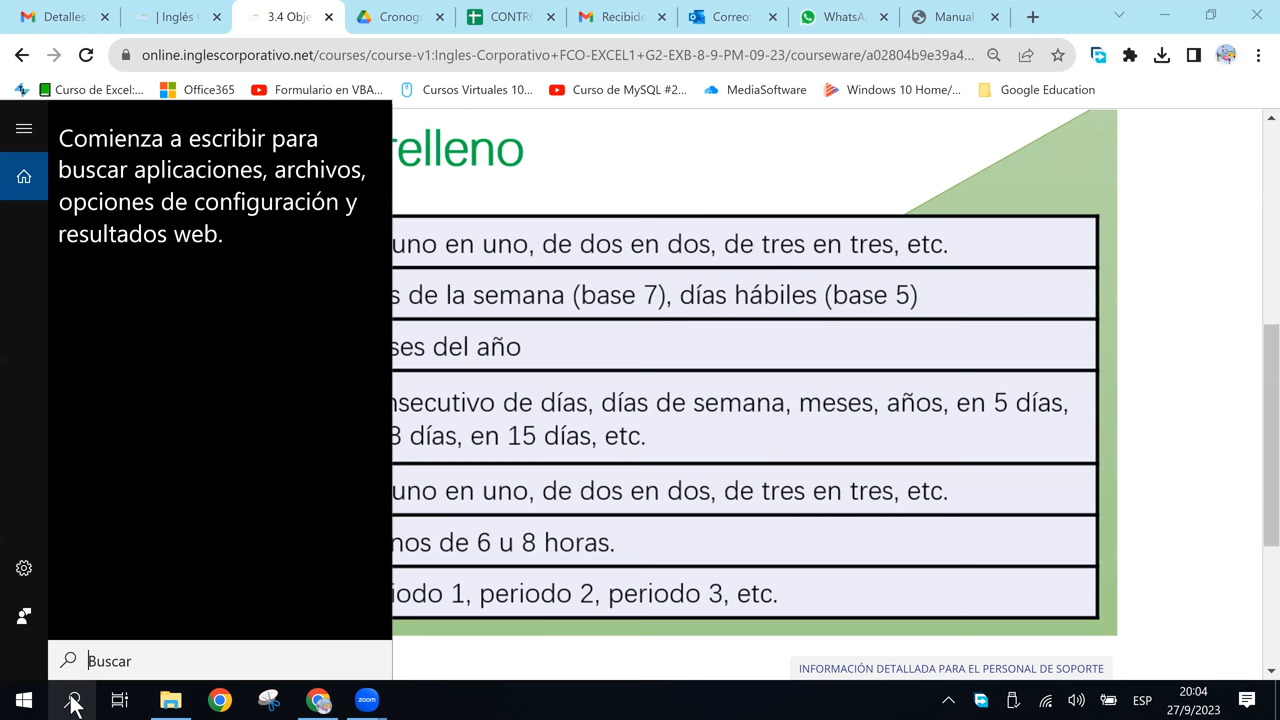 Detalles
| Inglés C
3.4 Obje
Cronogr
CONTRO
Recibido
Correo:
WhatsA
Manual_
online.inglescorporativo.net/courses/course-v1:Ingles-Corporativo+FCO-EXCEL1+G2-EXB-8-9-PM-09-23/courseware/a02804b9e39a4...
Curso de Excel:...
Office365
Formulario en VBA...
Cursos Virtuales 10...
Curso de MySQL #2...
MediaSoftware
Windows 10 Home/...
Google Education
Comienza a escribir para
buscar aplicaciones, archivos,
opciones de configuración y
resultados web.
relleno
uno en uno, de dos en dos, de tres en tres, etc.
s de la semana (base 7), días hábiles (base 5)
ses del año
nsecutivo de días, días de semana, meses, años, en 5 días,
8 días, en 15 días, etc.
uno en uno, de dos en dos, de tres en tres, etc.
nos de 6 u 8 horas.
iodo 1, periodo 2, periodo 3, etc.
INFORMACIÓN DETALLADA PARA EL PERSONAL DE SOPORTE
Buscar
zoom
ESP
20:04
27/9/2023